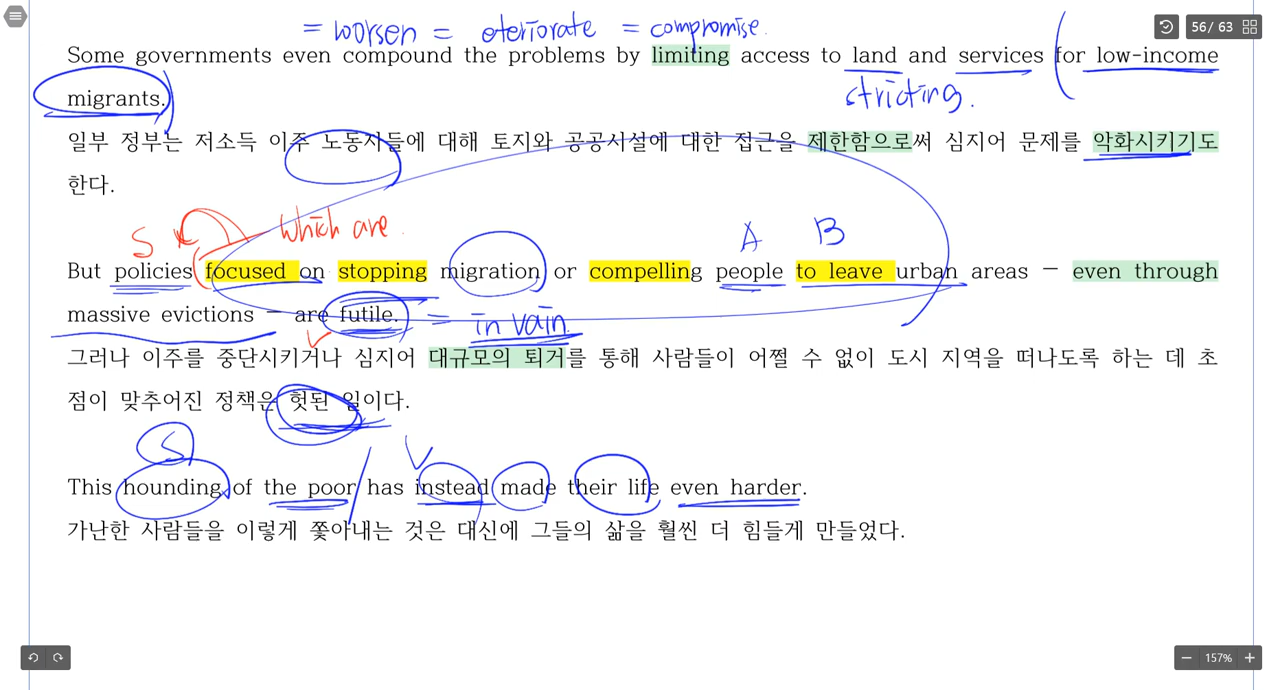 = worsen = eteriorate = compromise.
56 / 63
Some governments even compound the problems by limiting access to land and services for low-income
migrants.
stricting.
일부 정부는 저소득 이주 노동자들에 대해 토지와 공공시설에 대한 접근을 제한함으로써 심지어 문제를 악화시키기도
한다.
S which are. A B
But policies focused on stopping migration or compelling people to leave urban areas - even through
massive evictions - are futile. = in vain.
V
그러나 이주를 중단시키거나 심지어 대규모의 퇴거를 통해 사람들이 어쩔 수 없이 도시 지역을 떠나도록 하는 데 초
점이 맞추어진 정책은 헛된 일이다.
S V
This hounding of the poor has instead made their life even harder.
가난한 사람들을 이렇게 쫓아내는 것은 대신에 그들의 삶을 훨씬 더 힘들게 만들었다.
157%